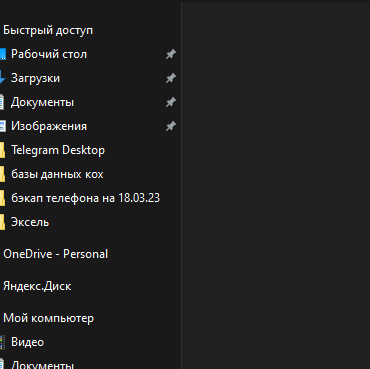 Быстрый доступ
Рабочий стол
Загрузки
Документы
Изображения
Telegram Desktop
базы данных кох
бэкап телефона на 18.03.23
Эксель
OneDrive - Personal
Яндекс.Диск
Мой компьютер
Видео
Документы